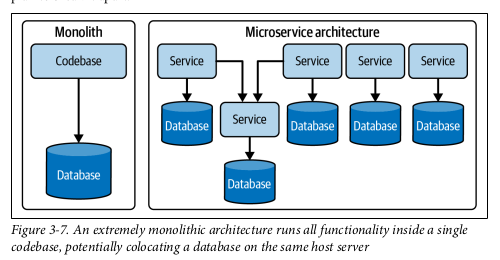 Monolith
Codebase
Database
Microservice architecture
Service
Service
Service
Service
Database
Service
Database
Database
Database
Database
Figure 3-7. An extremely monolithic architecture runs all functionality inside a single
codebase, potentially colocating a database on the same host server